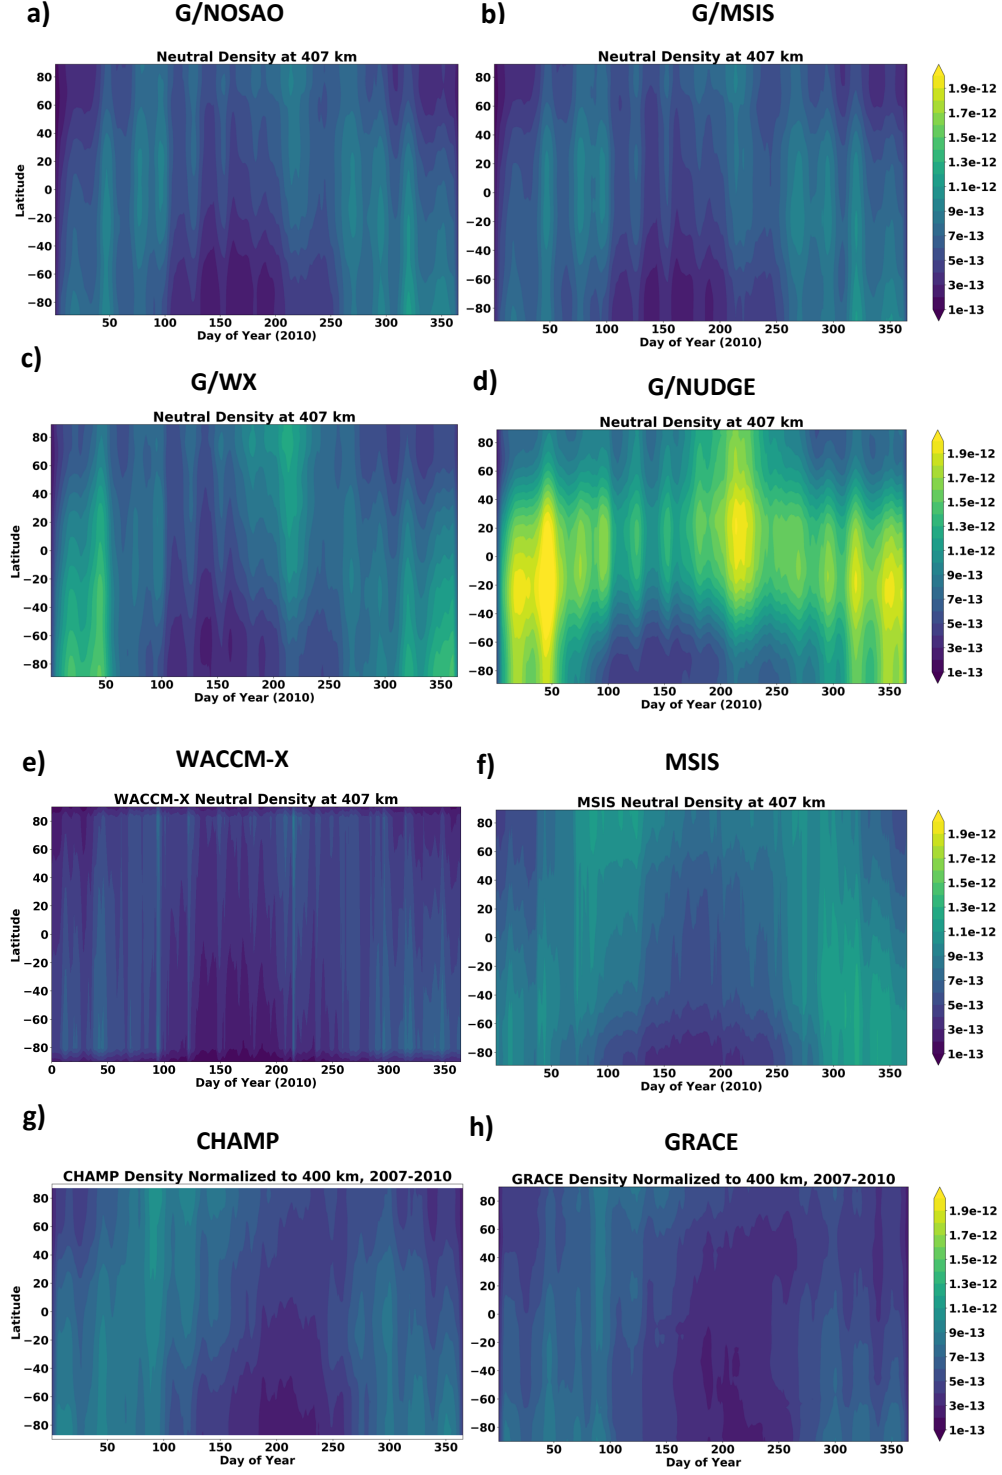 a) G/NOSAO
b) G/MSIS
Neutral Density at 407 km
Neutral Density at 407 km
80
60
40
20
0
−20
−40
−60
−80
Latitude
50 100 150 200 250 300 350
Day of Year (2010)
80
60
40
20
0
−20
−40
−60
−80
50 100 150 200 250 300 350
Day of Year (2010)
1.9e-12
1.7e-12
1.5e-12
1.3e-12
1.1e-12
9e-13
7e-13
5e-13
3e-13
1e-13
c) G/WX
d) G/NUDGE
Neutral Density at 407 km
Neutral Density at 407 km
80
60
40
20
0
−20
−40
−60
−80
Latitude
50 100 150 200 250 300 350
Day of Year (2010)
80
60
40
20
0
−20
−40
−60
−80
50 100 150 200 250 300 350
Day of Year (2010)
1.9e-12
1.7e-12
1.5e-12
1.3e-12
1.1e-12
9e-13
7e-13
5e-13
3e-13
1e-13
e) WACCM-X
f) MSIS
WACCM-X Neutral Density at 407 km
MSIS Neutral Density at 407 km
80
60
40
20
0
−20
−40
−60
−80
Latitude
0 50 100 150 200 250 300 350
Day of Year (2010)
80
60
40
20
0
−20
−40
−60
−80
50 100 150 200 250 300 350
Day of Year (2010)
1.9e-12
1.7e-12
1.5e-12
1.3e-12
1.1e-12
9e-13
7e-13
5e-13
3e-13
1e-13
g) CHAMP
h) GRACE
CHAMP Density Normalized to 400 km, 2007-2010
GRACE Density Normalized to 400 km, 2007-2010
80
60
40
20
0
−20
−40
−60
−80
Latitude
50 100 150 200 250 300 350
Day of Year
80
60
40
20
0
−20
−40
−60
−80
50 100 150 200 250 300 350
Day of Year
1.9e-12
1.7e-12
1.5e-12
1.3e-12
1.1e-12
9e-13
7e-13
5e-13
3e-13
1e-13